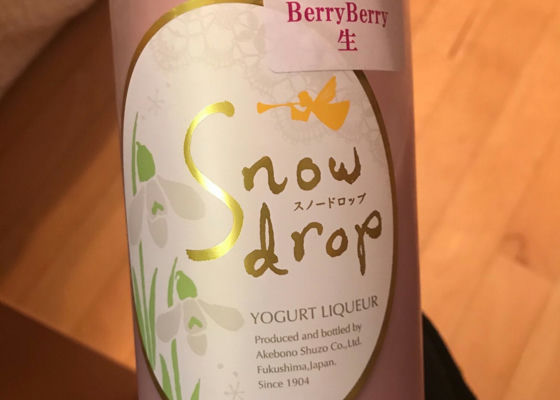 BerryBerry
生
Snow
スノードロップ
drop
YOGURT LIQUEUR
Produced and bottled by
Akebono Shuzo Co.,Ltd.
Fukushima,Japan.
Since 1904